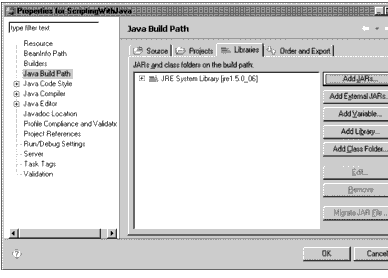 Properties for ScriptingWithJava
type filter text
Resource
BeanInfo Path
Builders
Java Build Path
Java Code Style
Java Compiler
Java Editor
Javadoc Location
Profile Compliance and Validatic
Project References
Run/Debug Settings
Server
Task Tags
Validation
Java Build Path
Source
Projects
Libraries
Order and Export
JARs and class folders on the build path:
JRE System Library [jre1.5.0_06]
Add JARs...
Add External JARs.
Add Variable...
Add Library...
Add Class Folder...
Edit...
Remove
Migrate JAR File...
OK
Cancel